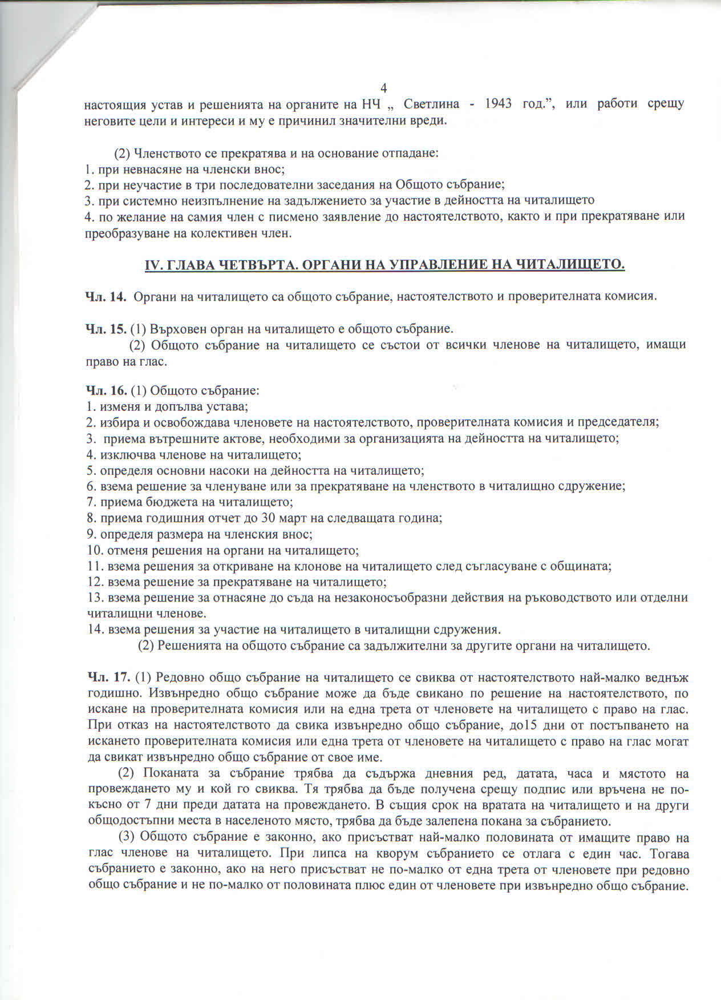 4
настоящия устав и решенията на органите на НЧ „ Светлина - 1943 год.”, или работи срещу
неговите цели и интереси и му е причинил значителни вреди.
(2) Членството се прекратява и на основание отпадане:
1. при невнасяне на членски внос;
2. при неучастие в три последователни заседания на Общото събрание;
3. при системно неизпълнение на задължението за участие в дейността на читалището
4. по желание на самия член с писмено заявление до настоятелството, както и при прекратяване или
преобразуване на колективен член.
IV. ГЛАВА ЧЕТВЪРТА. ОРГАНИ НА УПРАВЛЕНИЕ НА ЧИТАЛИЩЕТО.
Чл. 14. Органи на читалището са общото събрание, настоятелството и проверителната комисия.
Чл. 15. (1) Върховен орган на читалището е общото събрание.
(2) Общото събрание на читалището се състои от всички членове на читалището, имащи
право на глас.
Чл. 16. (1) Общото събрание:
1. изменя и допълва устава;
2. избира и освобождава членовете на настоятелството, проверителната комисия и председателя;
3. приема вътрешните актове, необходими за организацията на дейността на читалището;
4. изключва членове на читалището;
5. определя основни насоки на дейността на читалището;
6. взема решение за членуване или за прекратяване на членството в читалищно сдружение;
7. приема бюджета на читалището;
8. приема годишния отчет до 30 март на следващата година;
9. определя размера на членския внос;
10. отменя решения на органи на читалището;
11. взема решения за откриване на клонове на читалището след съгласуване с общината;
12. взема решение за прекратяване на читалището;
13. взема решение за отнасяне до съда на незаконосъобразни действия на ръководството или отделни
читалищни членове.
14. взема решения за участие на читалището в читалищни сдружения.
(2) Решенията на общото събрание са задължителни за другите органи на читалището.
Чл. 17. (1) Редовно общо събрание на читалището се свиква от настоятелството най-малко веднъж
годишно. Извънредно общо събрание може да бъде свикано по решение на настоятелството, по
искане на проверителната комисия или на една трета от членовете на читалището с право на глас.
При отказ на настоятелството да свика извънредно общо събрание, до15 дни от постъпването на
искането проверителната комисия или една трета от членовете на читалището с право на глас могат
да свикат извънредно общо събрание от свое име.
(2) Поканата за събрание трябва да съдържа дневния ред, датата, часа и мястото на
провеждането му и кой го свиква. Тя трябва да бъде получена срещу подпис или връчена не по-
късно от 7 дни преди датата на провеждането. В същия срок на вратата на читалището и на други
общодостъпни места в населеното място, трябва да бъде залепена покана за събранието.
(3) Общото събрание е законно, ако присъстват най-малко половината от имащите право на
глас членове на читалището. При липса на кворум събранието се отлага с един час. Тогава
събранието е законно, ако на него присъстват не по-малко от една трета от членовете при редовно
общо събрание и не по-малко от половината плюс един от членовете при извънредно общо събрание.